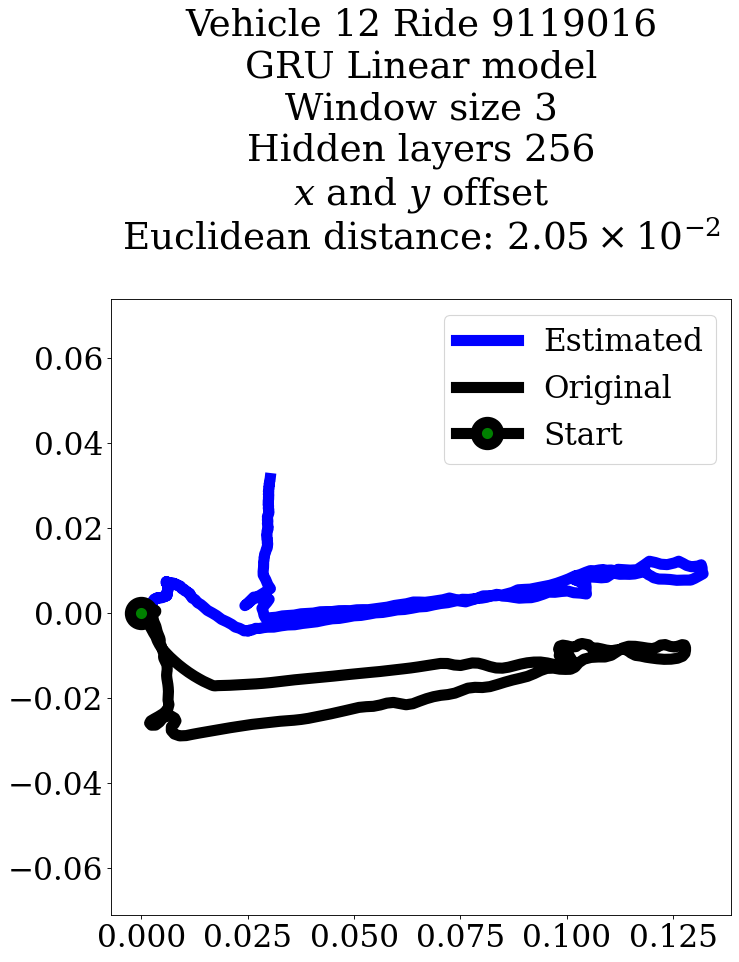 Vehicle 12 Ride 9119016
GRU Linear model
Window size 3
Hidden layers 256
x and y offset
Euclidean distance: 2.05 × 10⁻²
Estimated
Original
Start
0.06
0.04
0.02
0.00
−0.02
−0.04
−0.06
0.000 0.025 0.050 0.075 0.100 0.125